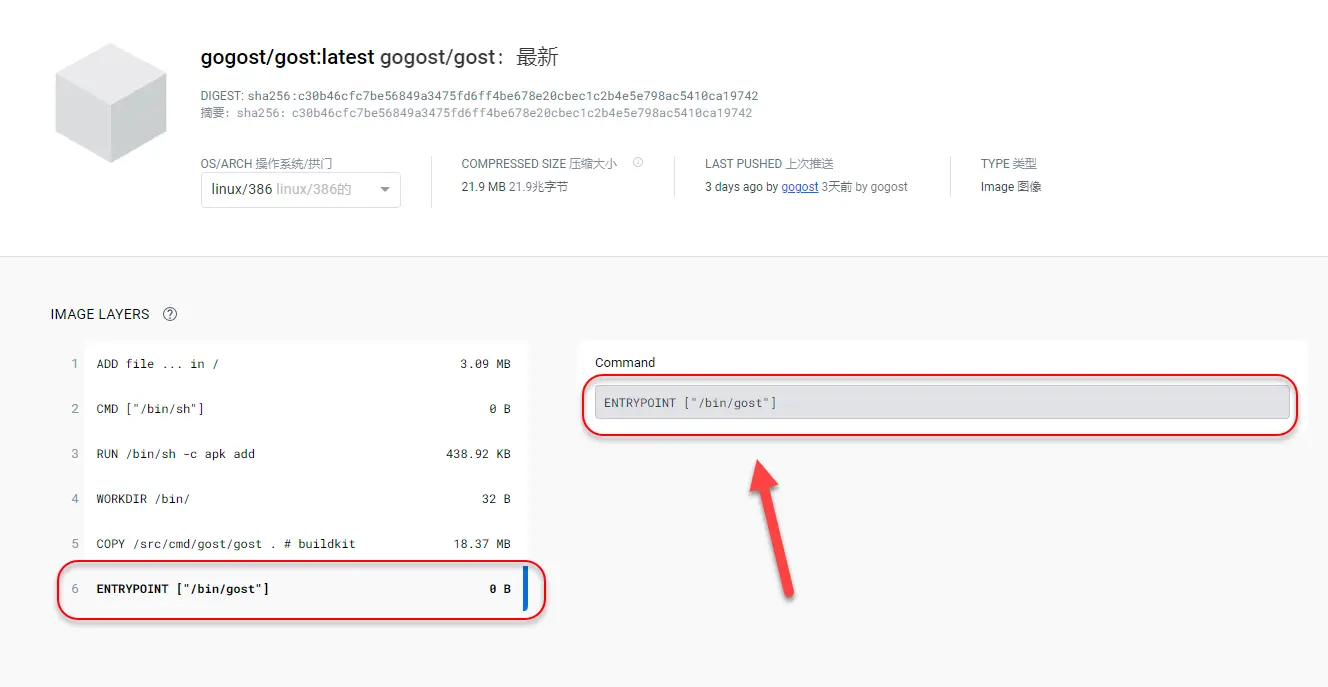 gogost/gost:latest gogost/gost：最新
DIGEST: sha256:c30b46cfc7be56849a3475fd6ff4be678e20cbec1c2b4e5e798ac5410ca19742
摘要：sha256：c30b46cfc7be56849a3475fd6ff4be678e20cbec1c2b4e5e798ac5410ca19742
OS/ARCH 操作系统/拱门
linux/386 linux/386的
COMPRESSED SIZE 压缩大小
21.9 MB 21.9兆字节
LAST PUSHED 上次推送
3 days ago by gogost 3天前 by gogost
TYPE 类型
Image 图像
IMAGE LAYERS ?
1 ADD file ... in / 3.09 MB
2 CMD ["/bin/sh"] 0 B
3 RUN /bin/sh -c apk add 438.92 KB
4 WORKDIR /bin/ 32 B
5 COPY /src/cmd/gost/gost . # buildkit 18.37 MB
6 ENTRYPOINT ["/bin/gost"] 0 B
Command
ENTRYPOINT ["/bin/gost"]